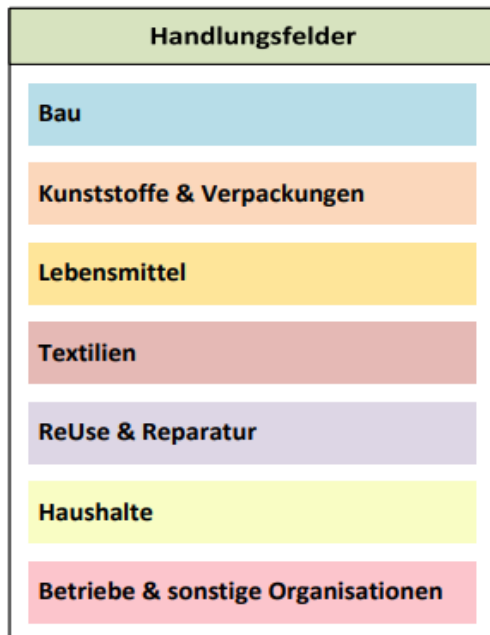 Handlungsfelder
Bau
Kunststoffe & Verpackungen
Lebensmittel
Textilien
ReUse & Reparatur
Haushalte
Betriebe & sonstige Organisationen